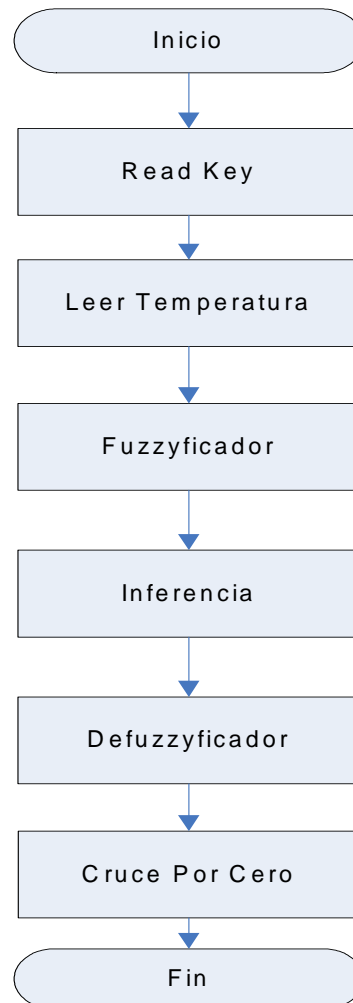 Inicio
Read Key
Leer Temperatura
Fuzzyficador
Inferencia
Defuzzyficador
Cruce Por Cero
Fin